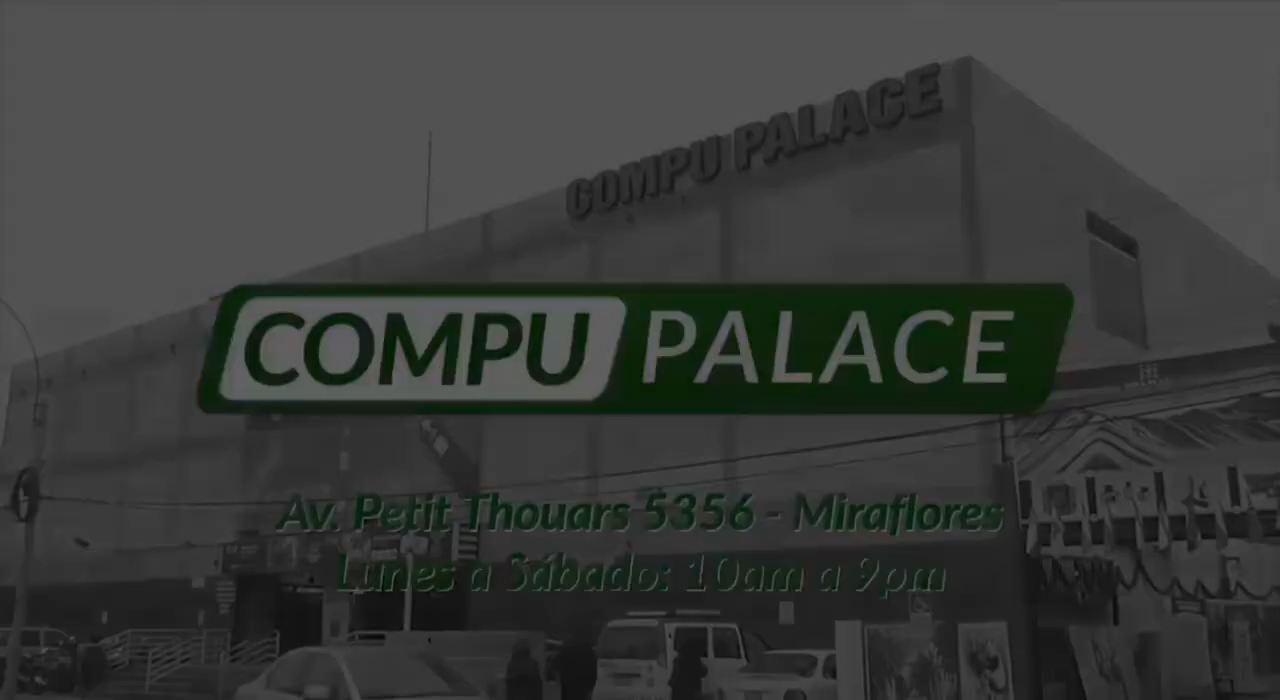 COMPU PALACE
COMPU PALACE
Av. Petit Thouars 5356 - Miraflores
Lunes a Sábado: 10am a 9pm